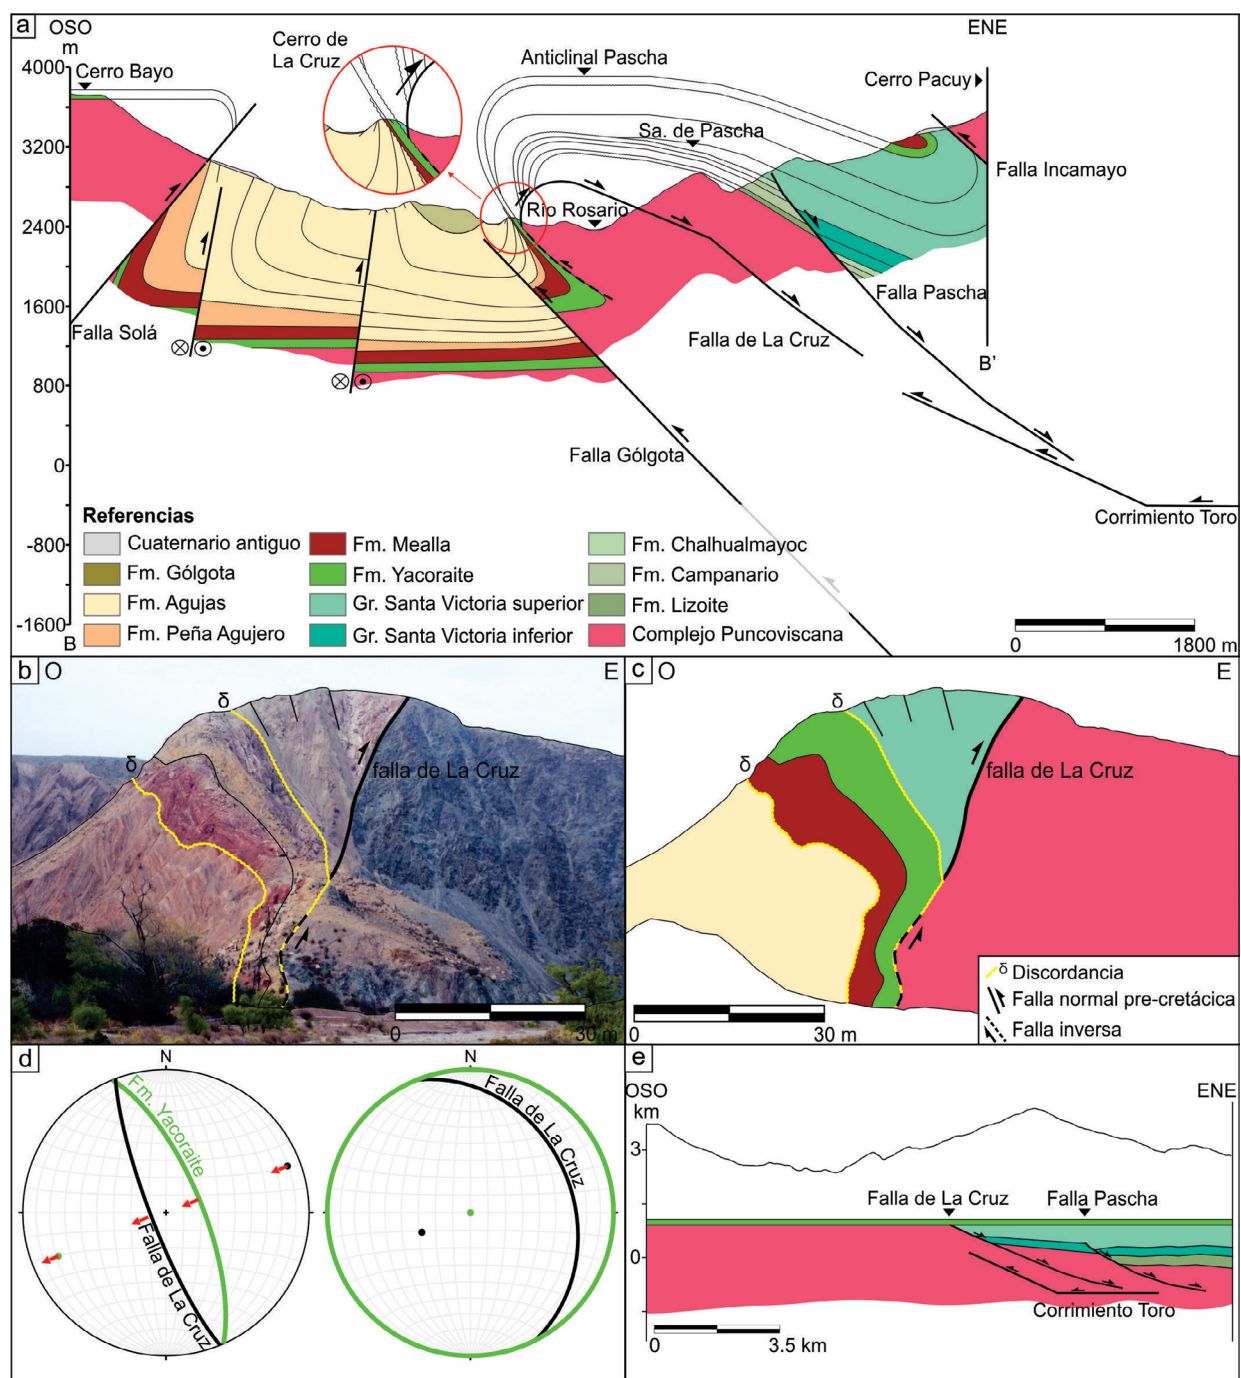 a
OSO
m
ENE
4000
3200
2400
1600
800
0
-800
-1600
B
Cerro Bayo
Cerro de
La Cruz
Anticlinal Pascha
Cerro Pacuy
Sa. de Pascha
Falla Incamayo
Río Rosario
Falla Pascha
Falla Solá
Falla de La Cruz
B'
Falla Gólgota
Corrimiento Toro
Referencias
Cuaternario antiguo
Fm. Gólgota
Fm. Agujas
Fm. Peña Agujero
Fm. Mealla
Fm. Yacoraite
Gr. Santa Victoria superior
Gr. Santa Victoria inferior
Fm. Chalhualmayoc
Fm. Campanario
Fm. Lizoite
Complejo Puncoviscana
0 1800 m
b O E
δ
δ
falla de La Cruz
0 30 m
c O E
δ
δ
falla de La Cruz
0 30 m
δ Discordancia
Falla normal pre-cretácica
Falla inversa
d
N
Fm. Yacoraite
Falla de La Cruz
N
Falla de La Cruz
e
OSO
km
ENE
3
0
Falla de La Cruz
Falla Pascha
Corrimiento Toro
0 3.5 km